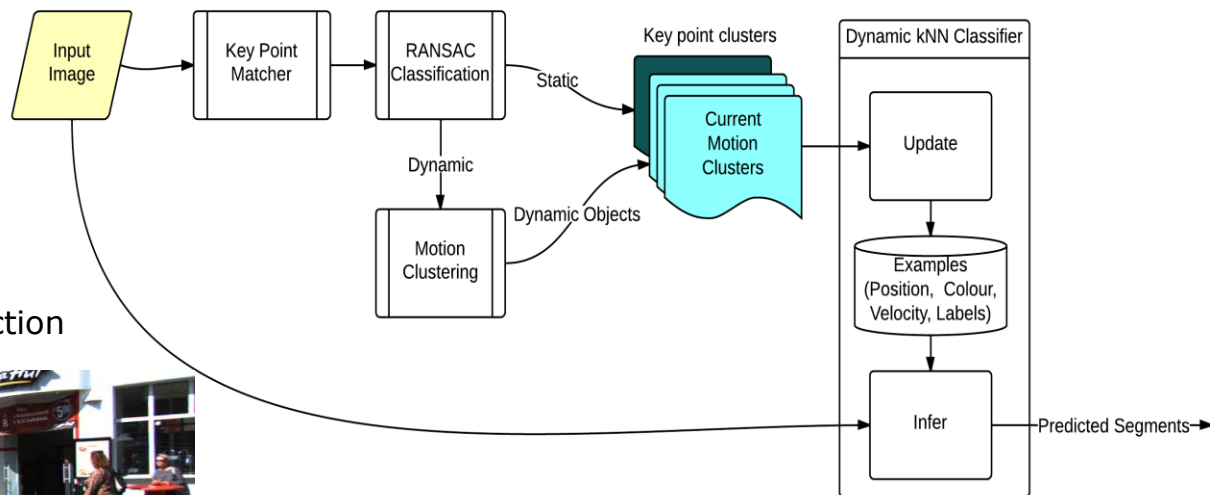 Input
Image
Key Point
Matcher
RANSAC
Classification
Static
Key point clusters
Current
Motion
Clusters
Dynamic kNN Classifier
Update
Dynamic
Motion
Clustering
Dynamic Objects
Examples
(Position, Colour,
Velocity, Labels)
Infer
Predicted Segments
ction